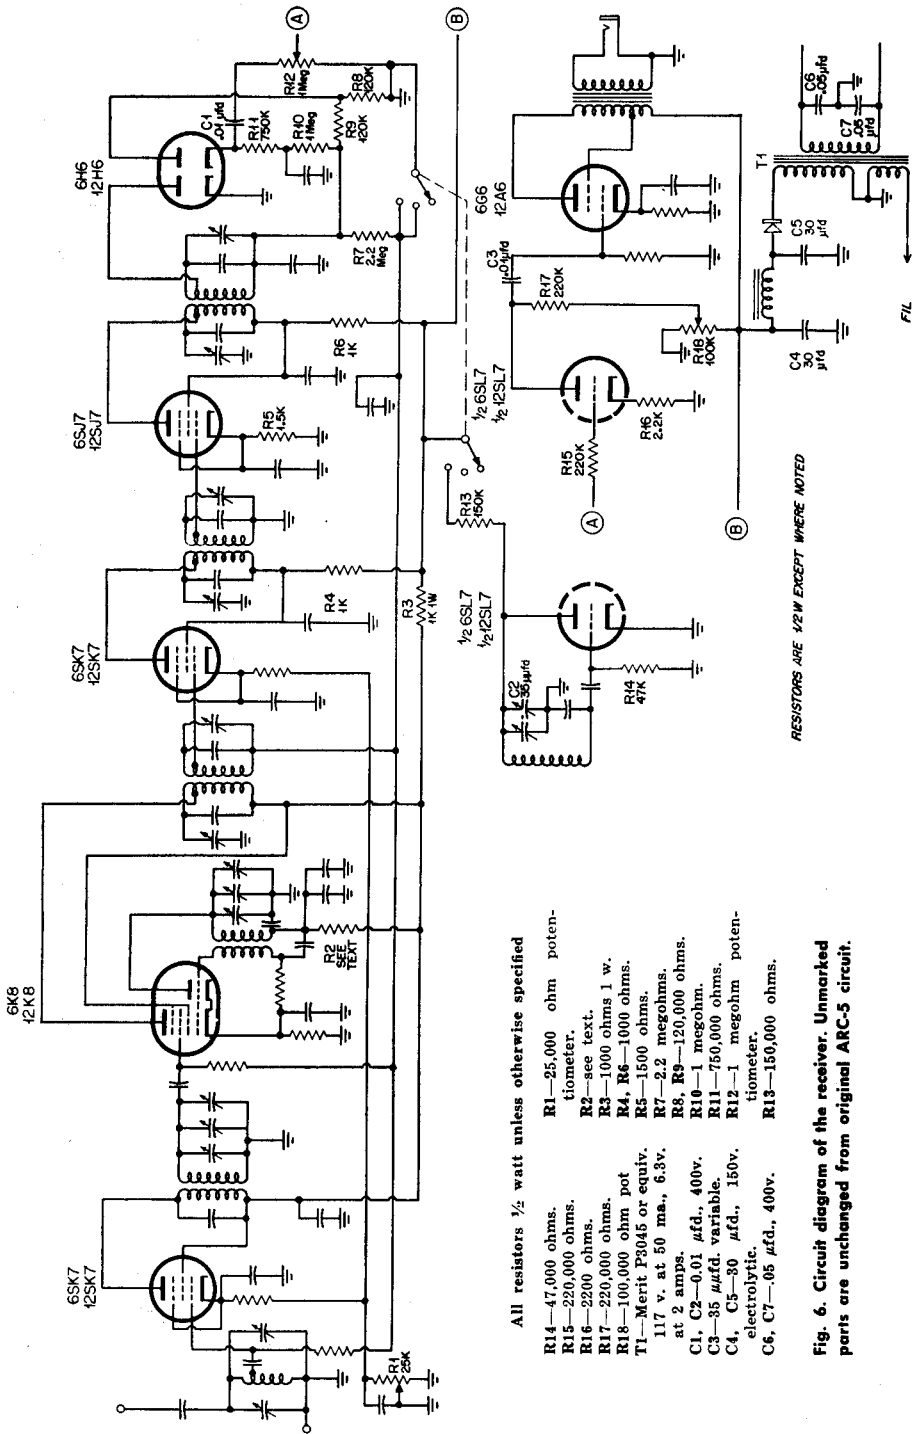 6SK7
12SK7
6K8
12K8
6SK7
12SK7
6SJ7
12SJ7
6H6
12H6
R1
25K
R2
SEE
TEXT
R3
1K 1W
R4
1K
R5
1.5K
R6
1K
R7
2.2
Meg
C1
.01 µfd
R11
750K
R10
1Meg
R9
120K
R8
120K
R12
1Meg
A
B
R13
150K
½ 6SL7
½ 12SL7
C2
35µµfd
R14
47K
A
R15
220K
½ 6SL7
½ 12SL7
R16
2.2K
C3
.01µfd
R17
220K
R18
100K
6G6
12A6
B
C4
30
µfd
C5
30
µfd
T1
C6
.05µfd
C7
.05
µfd
FIL
RESISTORS ARE 1/2W EXCEPT WHERE NOTED
All resistors ½ watt unless otherwise specified
R14—47,000 ohms.
R15—220,000 ohms.
R16—2200 ohms.
R17—220,000 ohms.
R18—100,000 ohm pot
T1—Merit P3045 or equiv.
117 v. at 50 ma., 6.3v.
at 2 amps.
C1, C2—0.01 µfd., 400v.
C3—35 µµfd. variable.
C4, C5—30 µfd., 150v.
electrolytic.
C6, C7—.05 µfd., 400v.
R1—25,000 ohm poten-
tiometer.
R2—see text.
R3—1000 ohms 1 w.
R4, R6—1000 ohms.
R5—1500 ohms.
R7—2.2 megohms.
R8, R9—120,000 ohms.
R10—1 megohm.
R11—750,000 ohms.
R12—1 megohm poten-
tiometer.
R13—150,000 ohms.
Fig. 6. Circuit diagram of the receiver. Unmarked
parts are unchanged from original ARC-5 circuit.